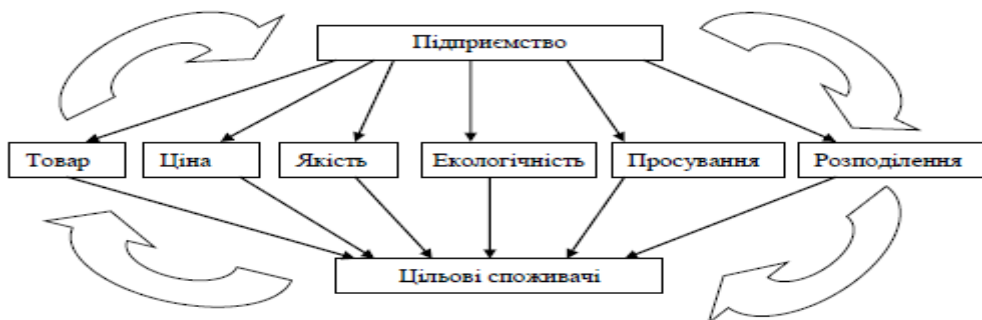 Підприємство
Товар
Ціна
Якість
Екологічність
Просування
Розподілення
Цільові споживачі